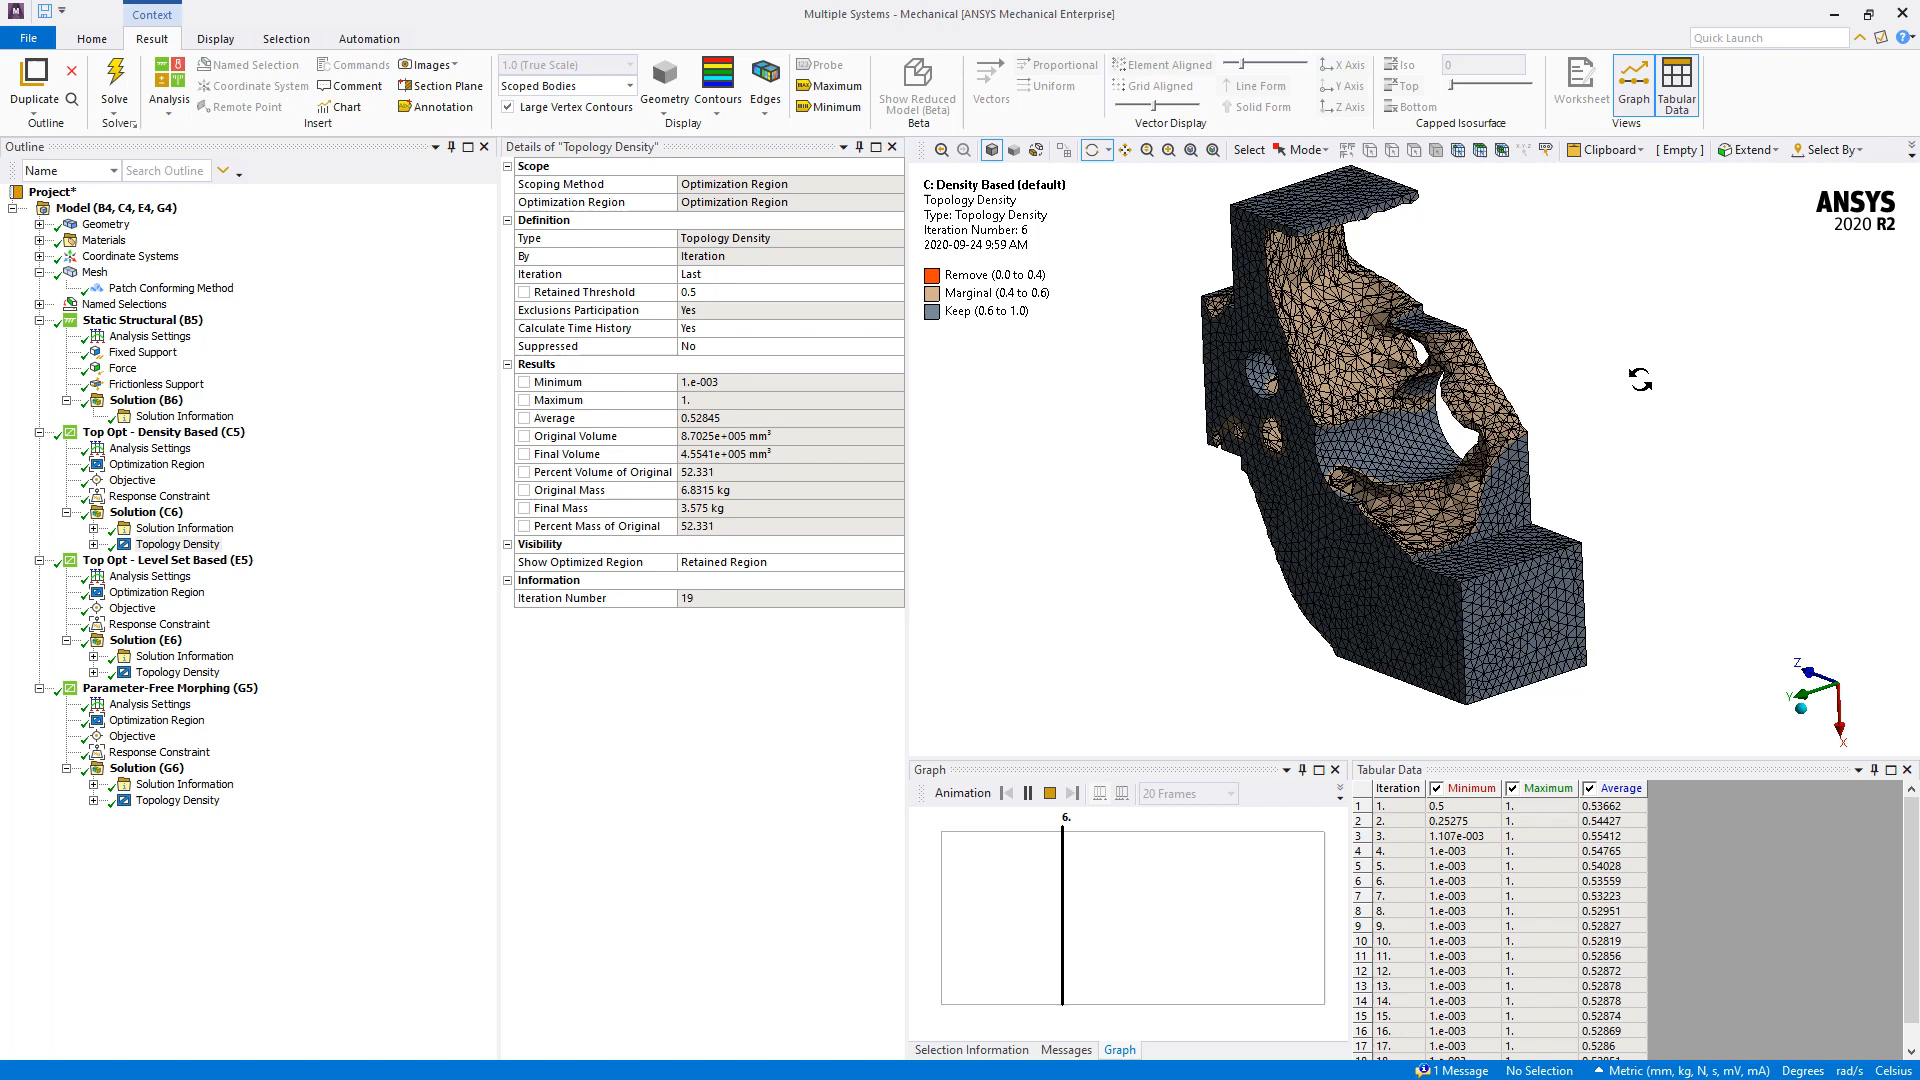 Context
Multiple Systems - Mechanical [ANSYS Mechanical Enterprise]
File Home Result Display Selection Automation
Quick Launch
Duplicate
Outline
Solve
Solver
Analysis
Named Selection
Coordinate System
Remote Point
Commands
Comment
Chart
Images
Section Plane
Annotation
Insert
1.0 (True Scale)
Scoped Bodies
Large Vertex Contours
Geometry
Contours
Edges
Display
Probe
Maximum
Minimum
Show Reduced
Model (Beta)
Beta
Vectors
Proportional
Uniform
Element Aligned
Grid Aligned
Line Form
Solid Form
X Axis
Y Axis
Z Axis
Vector Display
Iso
Top
Bottom
0
Capped Isosurface
Worksheet
Graph
Tabular
Data
Views
Outline
Name
Search Outline
Project*
Model (B4, C4, E4, G4)
Geometry
Materials
Coordinate Systems
Mesh
Patch Conforming Method
Named Selections
Static Structural (B5)
Analysis Settings
Fixed Support
Force
Frictionless Support
Solution (B6)
Solution Information
Top Opt - Density Based (C5)
Analysis Settings
Optimization Region
Objective
Response Constraint
Solution (C6)
Solution Information
Topology Density
Top Opt - Level Set Based (E5)
Analysis Settings
Optimization Region
Objective
Response Constraint
Solution (E6)
Solution Information
Topology Density
Parameter-Free Morphing (G5)
Analysis Settings
Optimization Region
Objective
Response Constraint
Solution (G6)
Solution Information
Topology Density
Details of "Topology Density"
Scope
Scoping Method Optimization Region
Optimization Region Optimization Region
Definition
Type Topology Density
By Iteration
Iteration Last
Retained Threshold 0.5
Exclusions Participation Yes
Calculate Time History Yes
Suppressed No
Results
Minimum 1.e-003
Maximum 1.
Average 0.52845
Original Volume 8.7025e+005 mm³
Final Volume 4.5541e+005 mm³
Percent Volume of Original 52.331
Original Mass 6.8315 kg
Final Mass 3.575 kg
Percent Mass of Original 52.331
Visibility
Show Optimized Region Retained Region
Information
Iteration Number 19
Select Mode Clipboard [ Empty ] Extend Select By
C: Density Based (default)
Topology Density
Type: Topology Density
Iteration Number: 6
2020-09-24 9:59 AM
Remove (0.0 to 0.4)
Marginal (0.4 to 0.6)
Keep (0.6 to 1.0)
ANSYS
2020 R2
Z
Y
X
Graph
Animation 20 Frames
6.
Selection Information Messages Graph
Tabular Data
Iteration Minimum Maximum Average
1 1. 0.5 1. 0.53662
2 2. 0.25275 1. 0.54427
3 3. 1.107e-003 1. 0.55412
4 4. 1.e-003 1. 0.54765
5 5. 1.e-003 1. 0.54028
6 6. 1.e-003 1. 0.53559
7 7. 1.e-003 1. 0.53223
8 8. 1.e-003 1. 0.52951
9 9. 1.e-003 1. 0.52827
10 10. 1.e-003 1. 0.52819
11 11. 1.e-003 1. 0.52856
12 12. 1.e-003 1. 0.52872
13 13. 1.e-003 1. 0.52878
14 14. 1.e-003 1. 0.52878
15 15. 1.e-003 1. 0.52874
16 16. 1.e-003 1. 0.52869
17 17. 1.e-003 1. 0.5286
1 Message No Selection Metric (mm, kg, N, s, mV, mA) Degrees rad/s Celsius